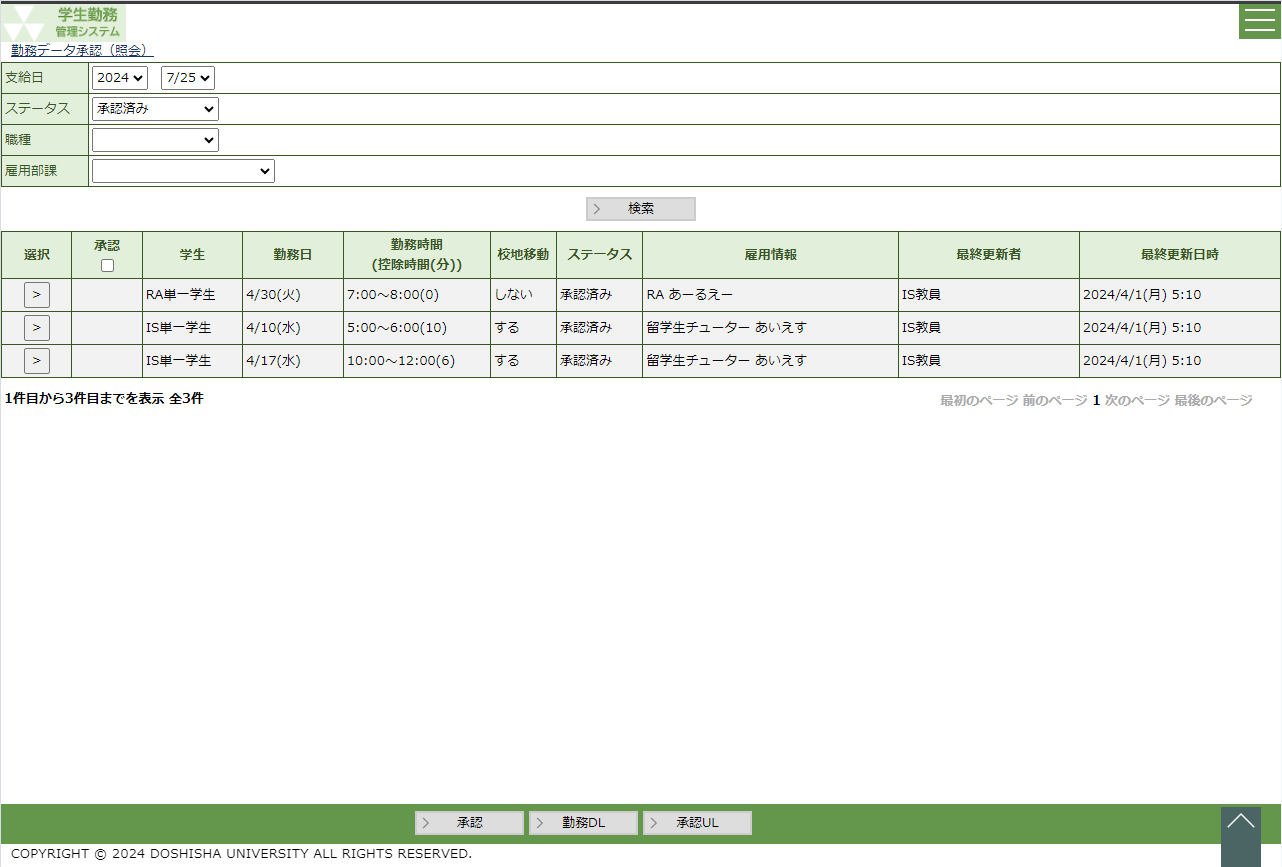 学生勤務
管理システム
勤務データ承認（照会）
支給日 2024 7/25
ステータス 承認済み
職種
雇用部課
検索
選択 承認 学生 勤務日 勤務時間 (控除時間(分)) 校地移動 ステータス 雇用情報 最終更新者 最終更新日時
> RA単一学生 4/30(火) 7:00～8:00(0) しない 承認済み RA あーるえー IS教員 2024/4/1(月) 5:10
> IS単一学生 4/10(水) 5:00～6:00(10) する 承認済み 留学生チューター あいえす IS教員 2024/4/1(月) 5:10
> IS単一学生 4/17(水) 10:00～12:00(6) する 承認済み 留学生チューター あいえす IS教員 2024/4/1(月) 5:10
1件目から3件目までを表示 全3件 最初のページ 前のページ 1 次のページ 最後のページ
承認 勤務DL 承認UL
COPYRIGHT © 2024 DOSHISHA UNIVERSITY ALL RIGHTS RESERVED.